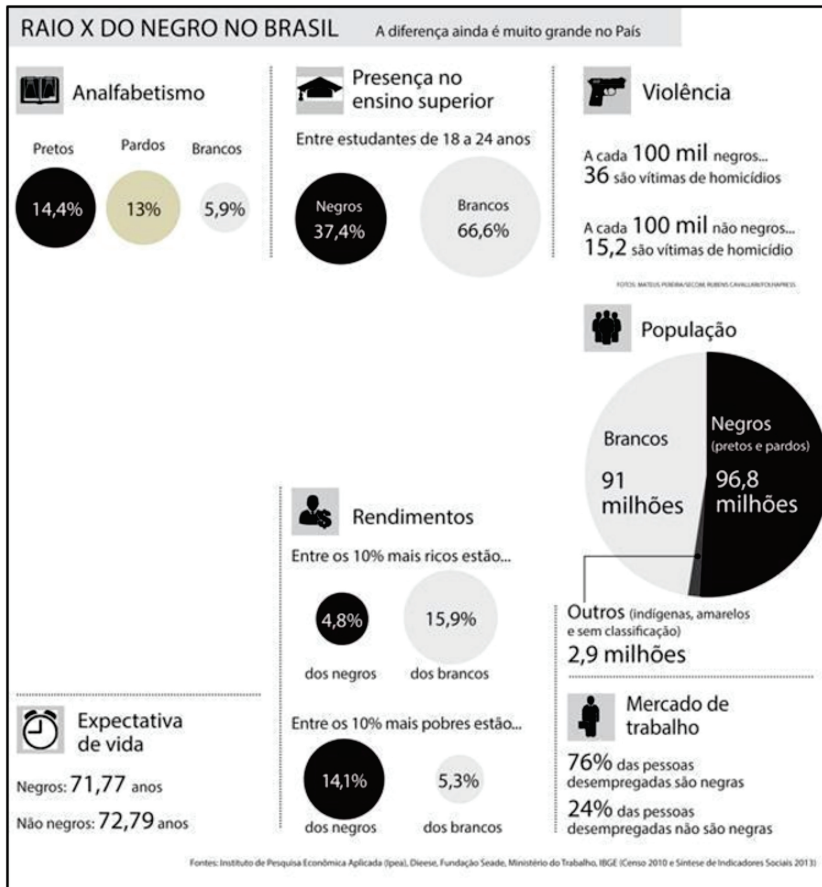 RAIO X DO NEGRO NO BRASIL A diferença ainda é muito grande no País
Analfabetismo
Pretos Pardos Brancos
14,4% 13% 5,9%
Presença no
ensino superior
Entre estudantes de 18 a 24 anos
Negros
37,4%
Brancos
66,6%
Violência
A cada 100 mil negros...
36 são vítimas de homicídios
A cada 100 mil não negros...
15,2 são vítimas de homicídio
FOTOS: MATEUS PEREIRA/SECOM; RUBENS CAVALLARI/FOLHAPRESS
População
Brancos
91
milhões
Negros
(pretos e pardos)
96,8
milhões
Outros (indígenas, amarelos
e sem classificação)
2,9 milhões
Rendimentos
Entre os 10% mais ricos estão...
4,8% 15,9%
dos negros dos brancos
Entre os 10% mais pobres estão...
14,1% 5,3%
dos negros dos brancos
Expectativa
de vida
Negros: 71,77 anos
Não negros: 72,79 anos
Mercado de
trabalho
76% das pessoas
desempregadas são negras
24% das pessoas
desempregadas não são negras
Fontes: Instituto de Pesquisa Econômica Aplicada (Ipea), Dieese, Fundação Seade, Ministério do Trabalho, IBGE (Censo 2010 e Síntese de Indicadores Sociais 2013)